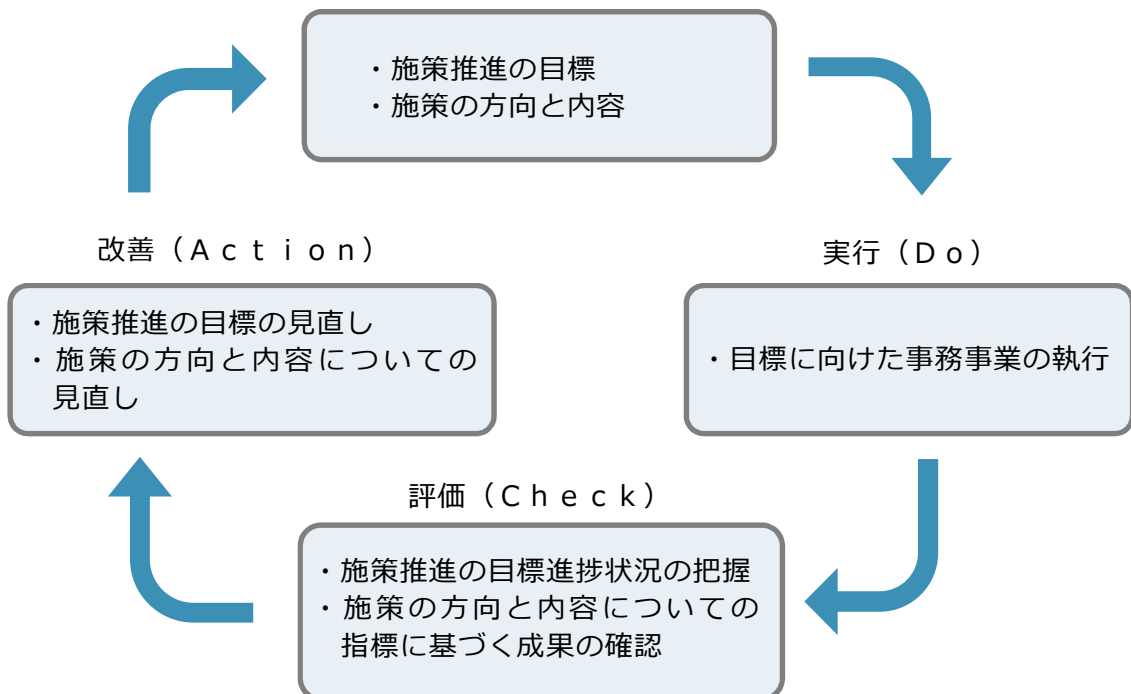 ・施策推進の目標
・施策の方向と内容
改善（Ａｃｔｉｏｎ）
実行（Ｄｏ）
・施策推進の目標の見直し
・施策の方向と内容についての
見直し
・目標に向けた事務事業の執行
評価（Ｃｈｅｃｋ）
・施策推進の目標進捗状況の把握
・施策の方向と内容についての
指標に基づく成果の確認